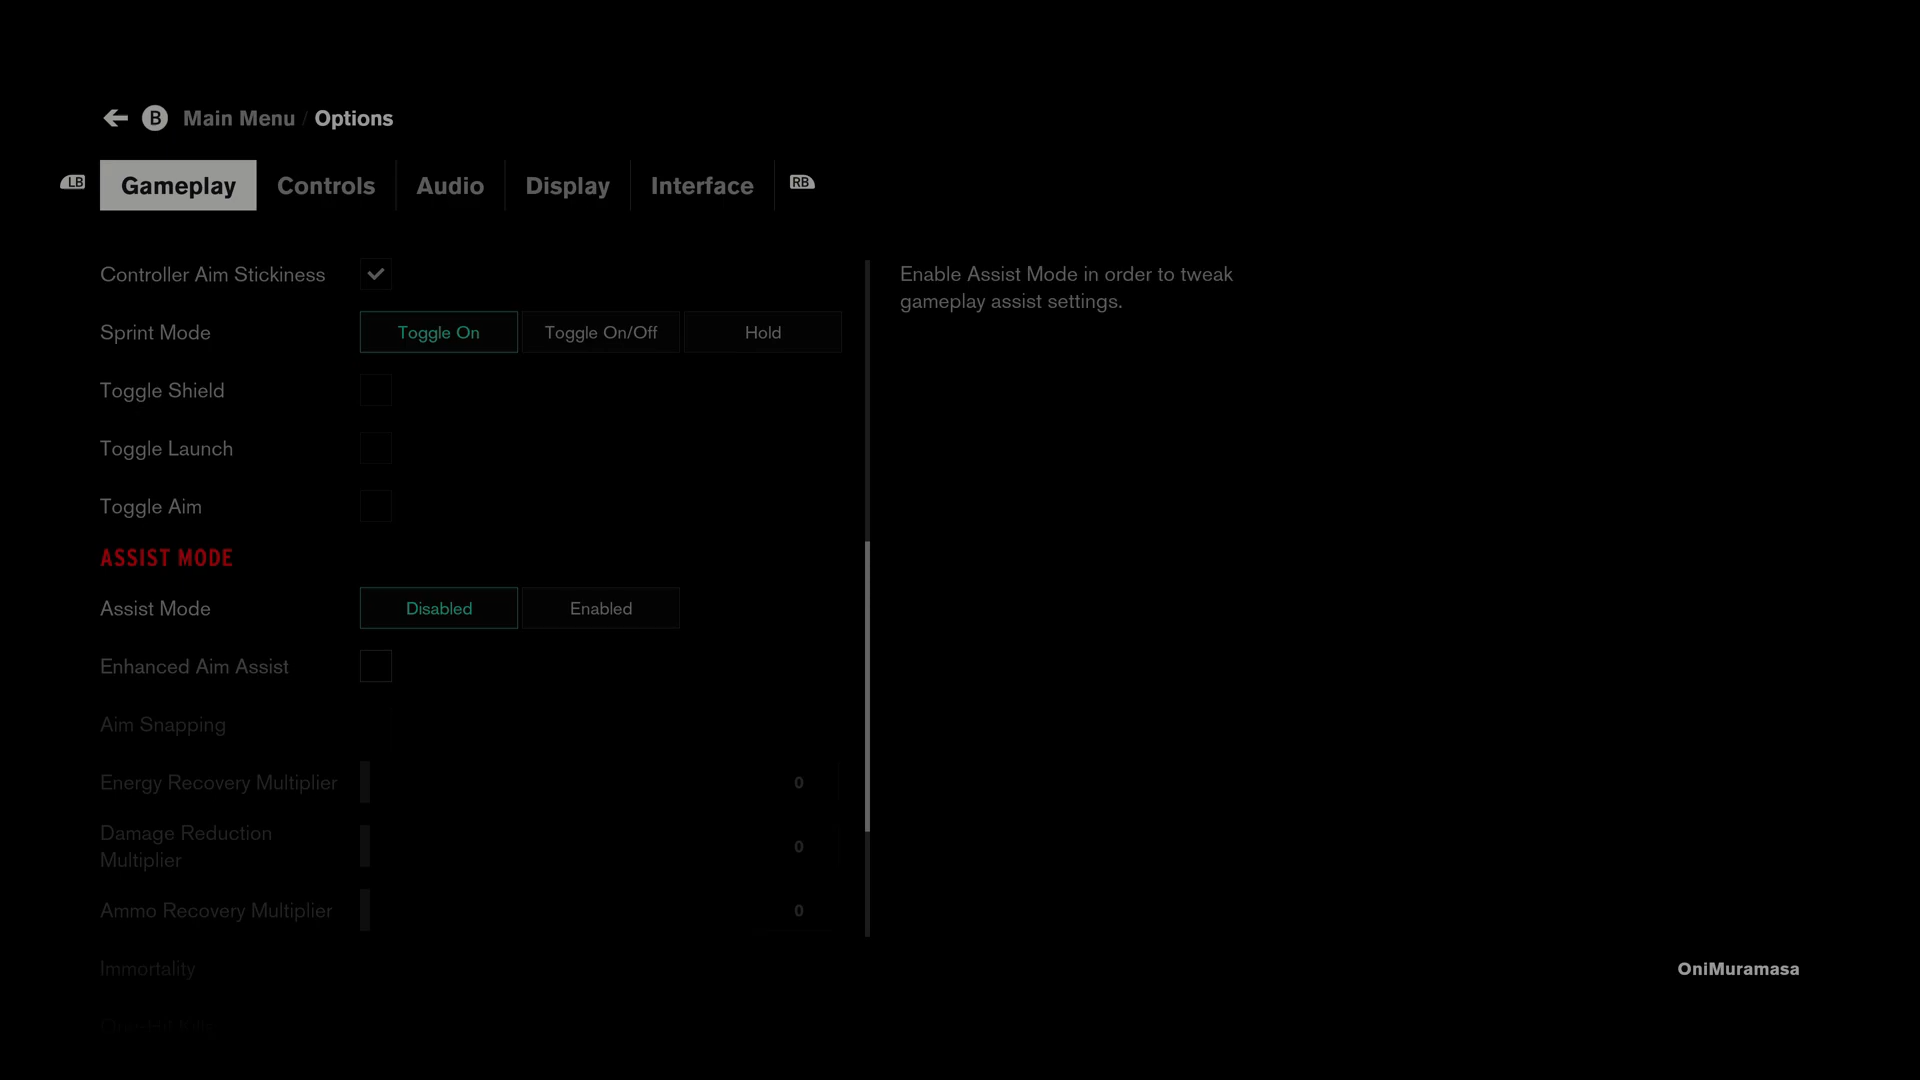 B Main Menu / Options
LB Gameplay Controls Audio Display Interface RB
Controller Aim Stickiness
Enable Assist Mode in order to tweak
gameplay assist settings.
Sprint Mode Toggle On Toggle On/Off Hold
Toggle Shield
Toggle Launch
Toggle Aim
ASSIST MODE
Assist Mode Disabled Enabled
Enhanced Aim Assist
Aim Snapping
Energy Recovery Multiplier 0
Damage Reduction
Multiplier 0
Ammo Recovery Multiplier 0
Immortality
OniMuramasa